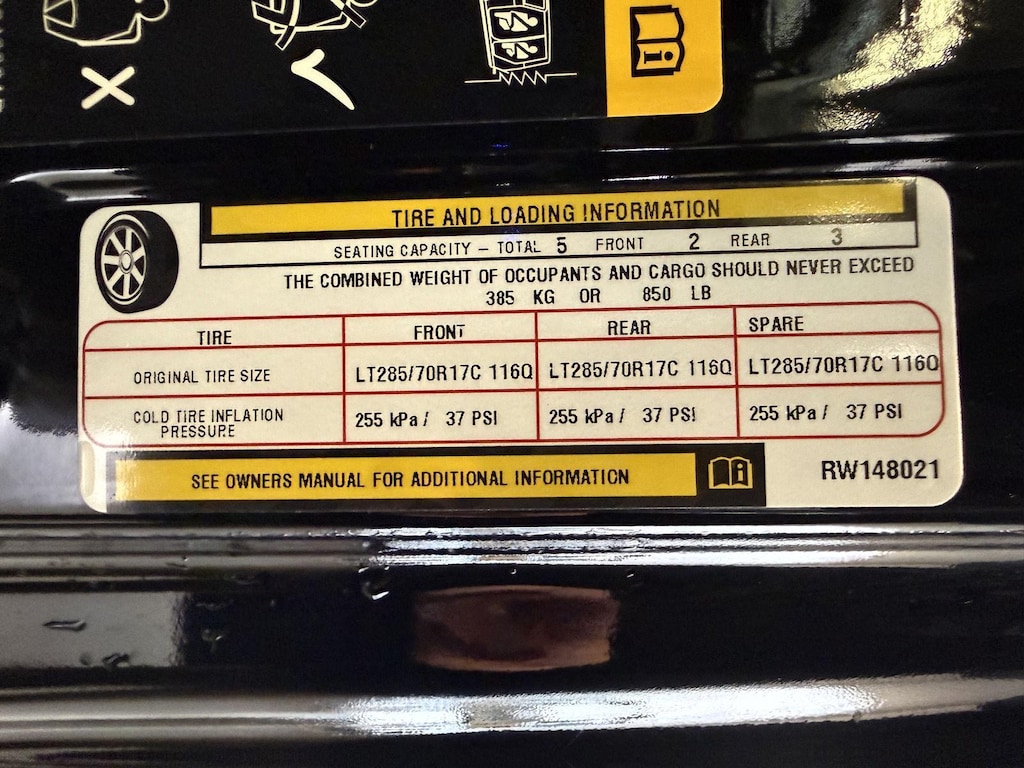 TIRE AND LOADING INFORMATION
SEATING CAPACITY – TOTAL 5 FRONT 2 REAR 3
THE COMBINED WEIGHT OF OCCUPANTS AND CARGO SHOULD NEVER EXCEED
385 KG OR 850 LB
TIRE FRONT REAR SPARE
ORIGINAL TIRE SIZE LT285/70R17C 116Q LT285/70R17C 116Q LT285/70R17C 116Q
COLD TIRE INFLATION
PRESSURE 255 kPa / 37 PSI 255 kPa / 37 PSI 255 kPa / 37 PSI
SEE OWNERS MANUAL FOR ADDITIONAL INFORMATION
RW148021